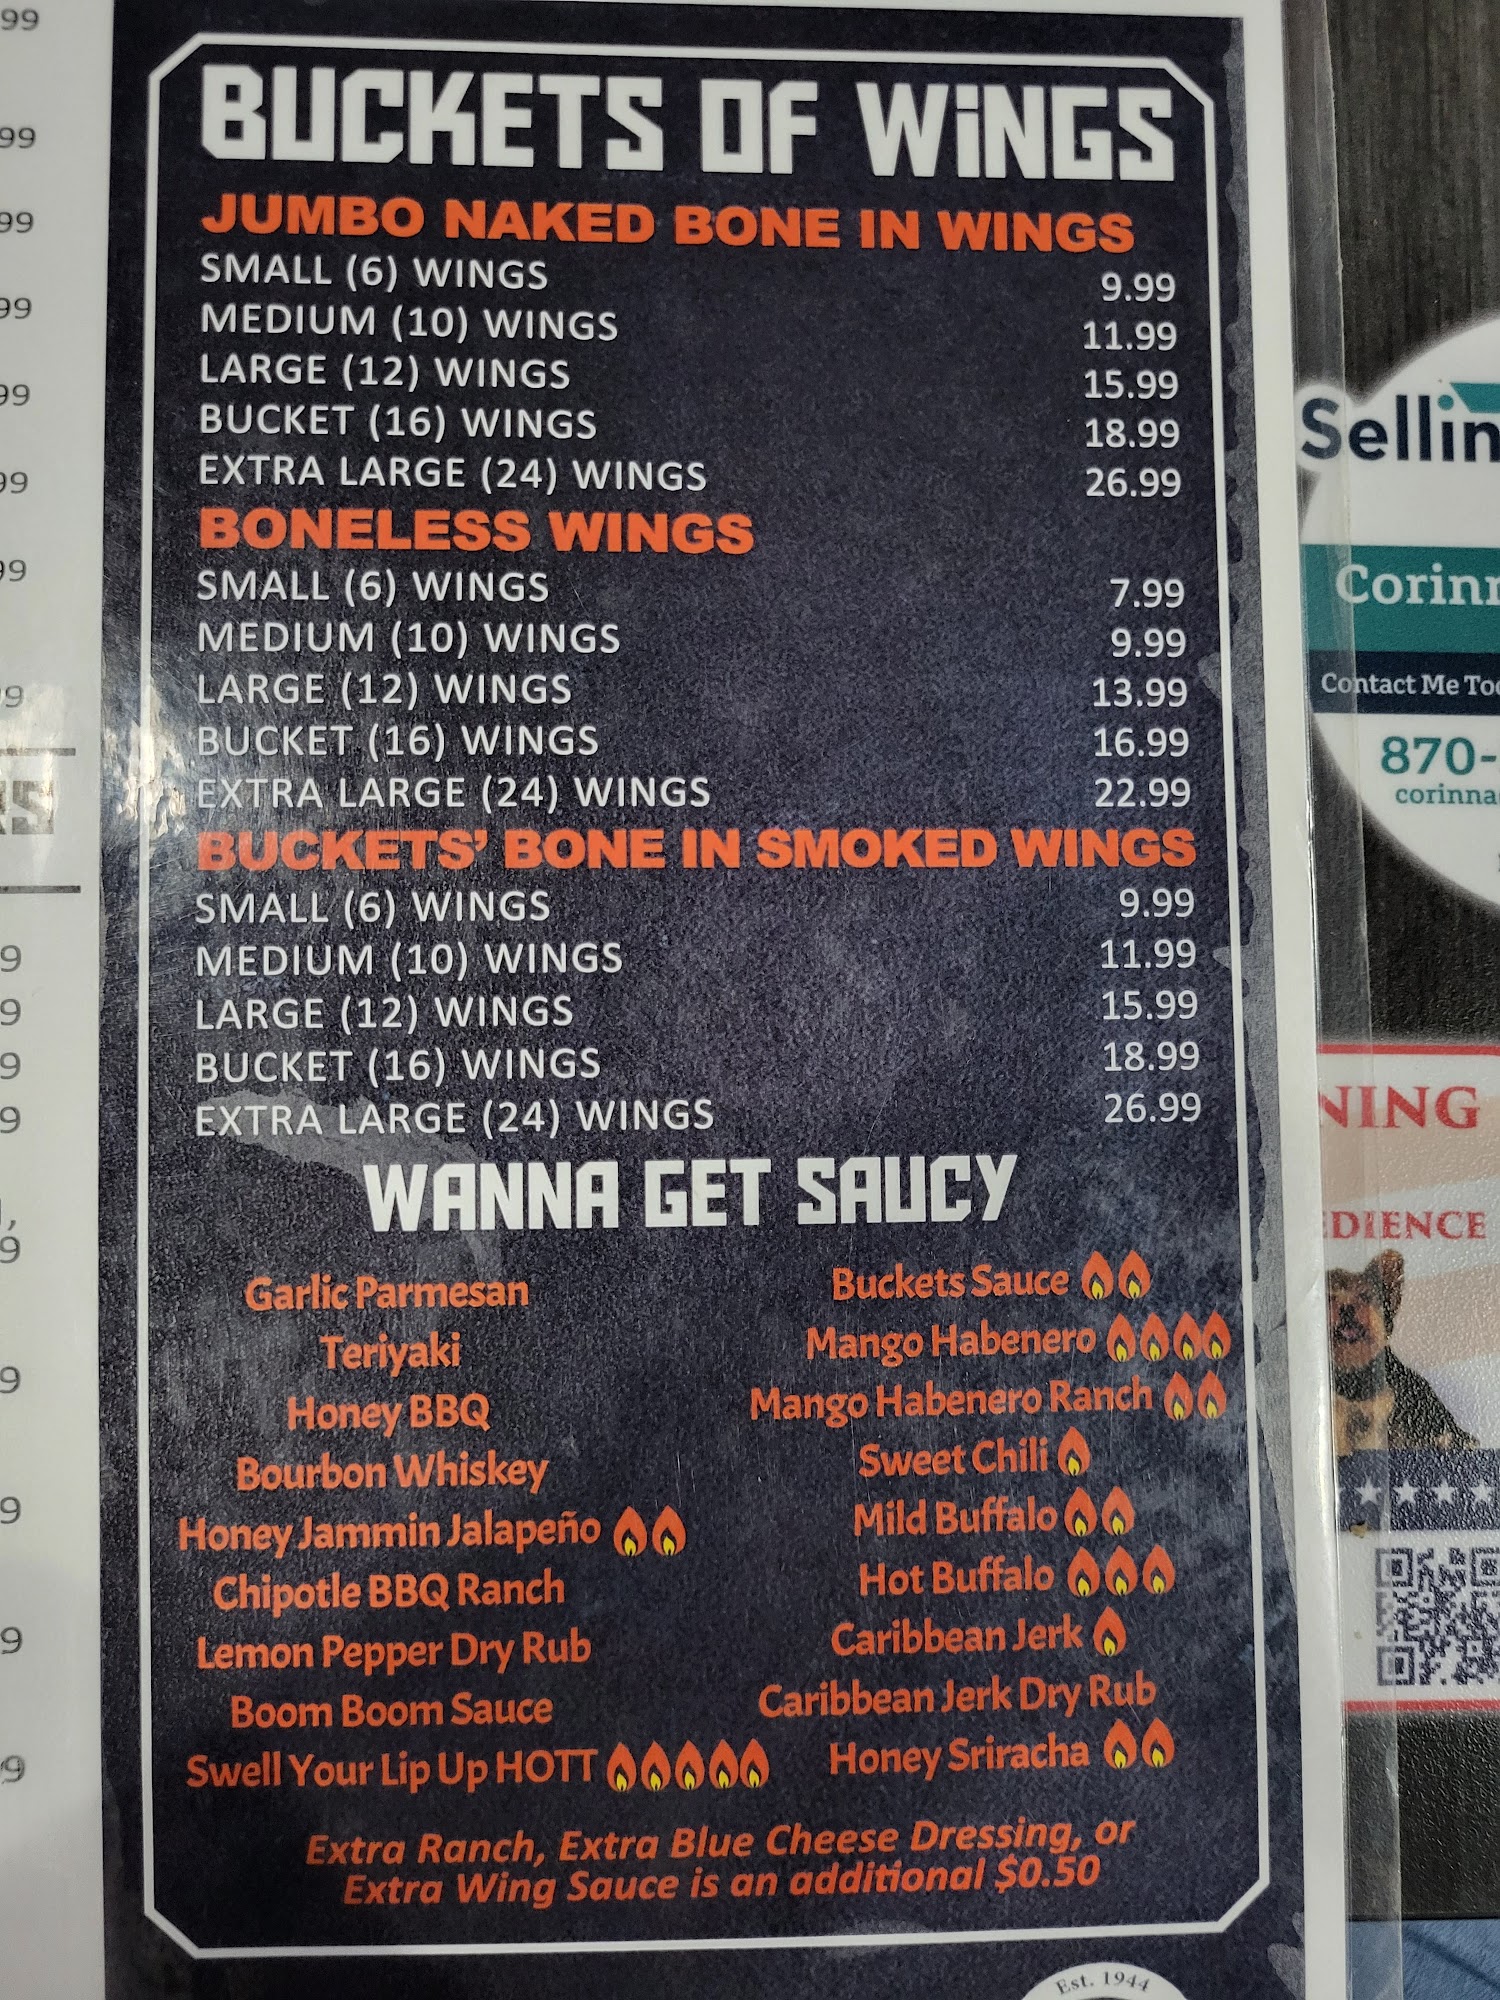 BUCKETS OF WiNGS
JUMBO NAKED BONE IN WINGS
SMALL (6) WINGS 9.99
MEDIUM (10) WINGS 11.99
LARGE (12) WINGS 15.99
BUCKET (16) WINGS 18.99
EXTRA LARGE (24) WINGS 26.99
BONELESS WINGS
SMALL (6) WINGS 7.99
MEDIUM (10) WINGS 9.99
LARGE (12) WINGS 13.99
BUCKET (16) WINGS 16.99
EXTRA LARGE (24) WINGS 22.99
BUCKETS' BONE IN SMOKED WINGS
SMALL (6) WINGS 9.99
MEDIUM (10) WINGS 11.99
LARGE (12) WINGS 15.99
BUCKET (16) WINGS 18.99
EXTRA LARGE (24) WINGS 26.99
WANNA GET SAUCY
Garlic Parmesan
Teriyaki
Honey BBQ
Bourbon Whiskey
Honey Jammin Jalapeño
Chipotle BBQ Ranch
Lemon Pepper Dry Rub
Boom Boom Sauce
Swell Your Lip Up HOTT
Buckets Sauce
Mango Habenero
Mango Habenero Ranch
Sweet Chili
Mild Buffalo
Hot Buffalo
Caribbean Jerk
Caribbean Jerk Dry Rub
Honey Sriracha
Extra Ranch, Extra Blue Cheese Dressing, or
Extra Wing Sauce is an additional $0.50
Est. 1944
Sellin
Corinn
Contact Me To
870-
corinna
NING
EDIENCE